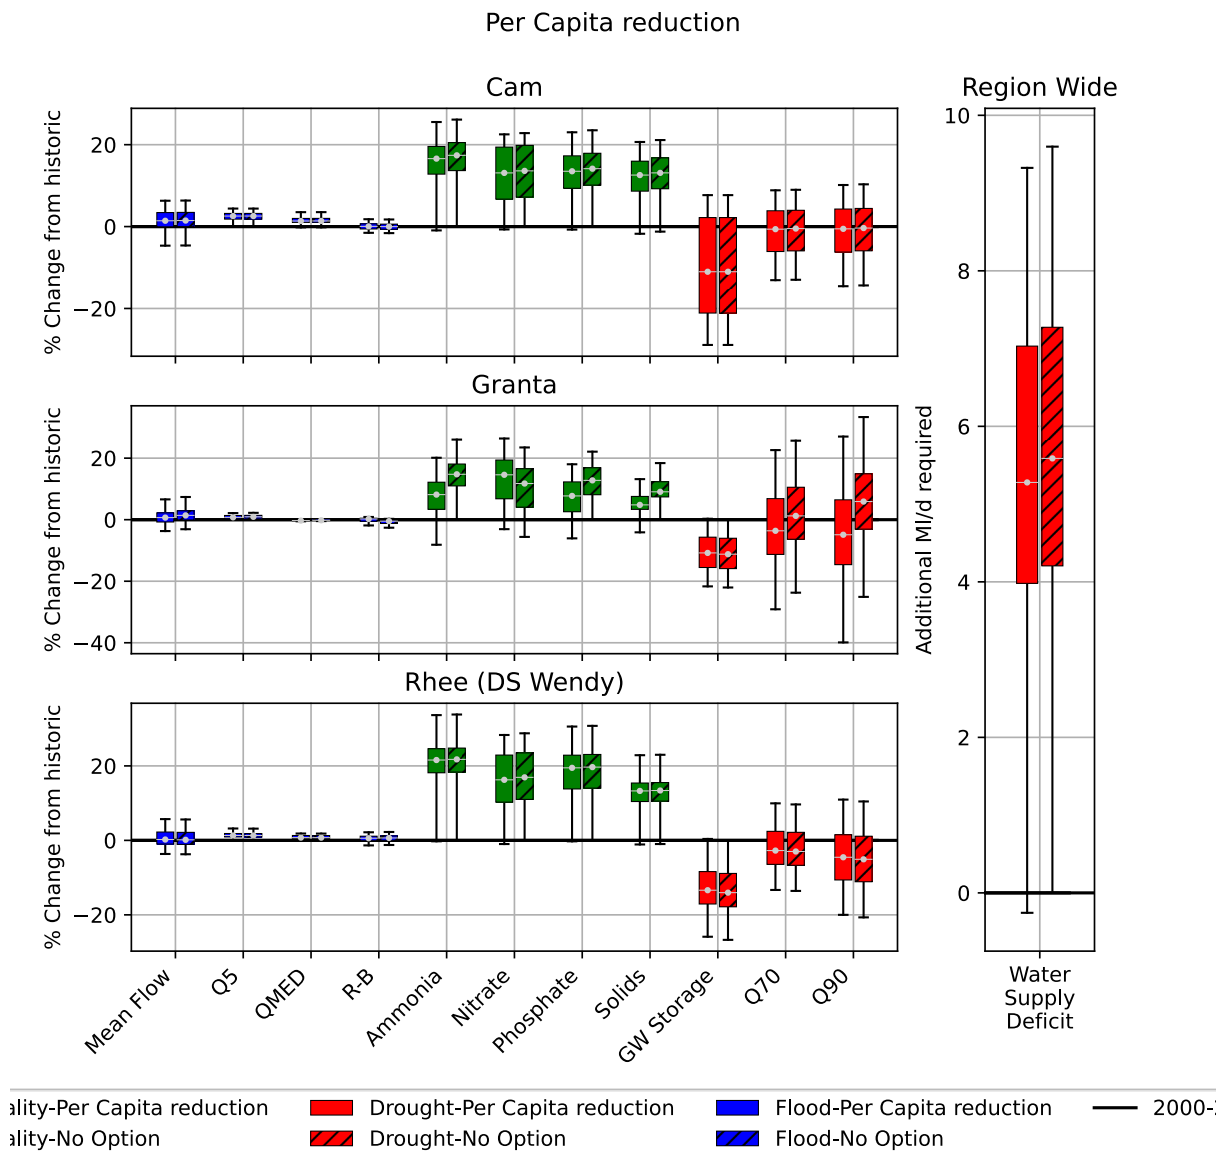 Per Capita reduction
Cam
Region Wide
% Change from historic
20
0
−20
Granta
% Change from historic
20
0
−20
−40
Rhee (DS Wendy)
% Change from historic
20
0
−20
Mean Flow
Q5
QMED
R-B
Ammonia
Nitrate
Phosphate
Solids
GW Storage
Q70
Q90
Additional Ml/d required
10
8
6
4
2
0
Water
Supply
Deficit
ality-Per Capita reduction
Drought-Per Capita reduction
Flood-Per Capita reduction
2000-
ality-No Option
Drought-No Option
Flood-No Option